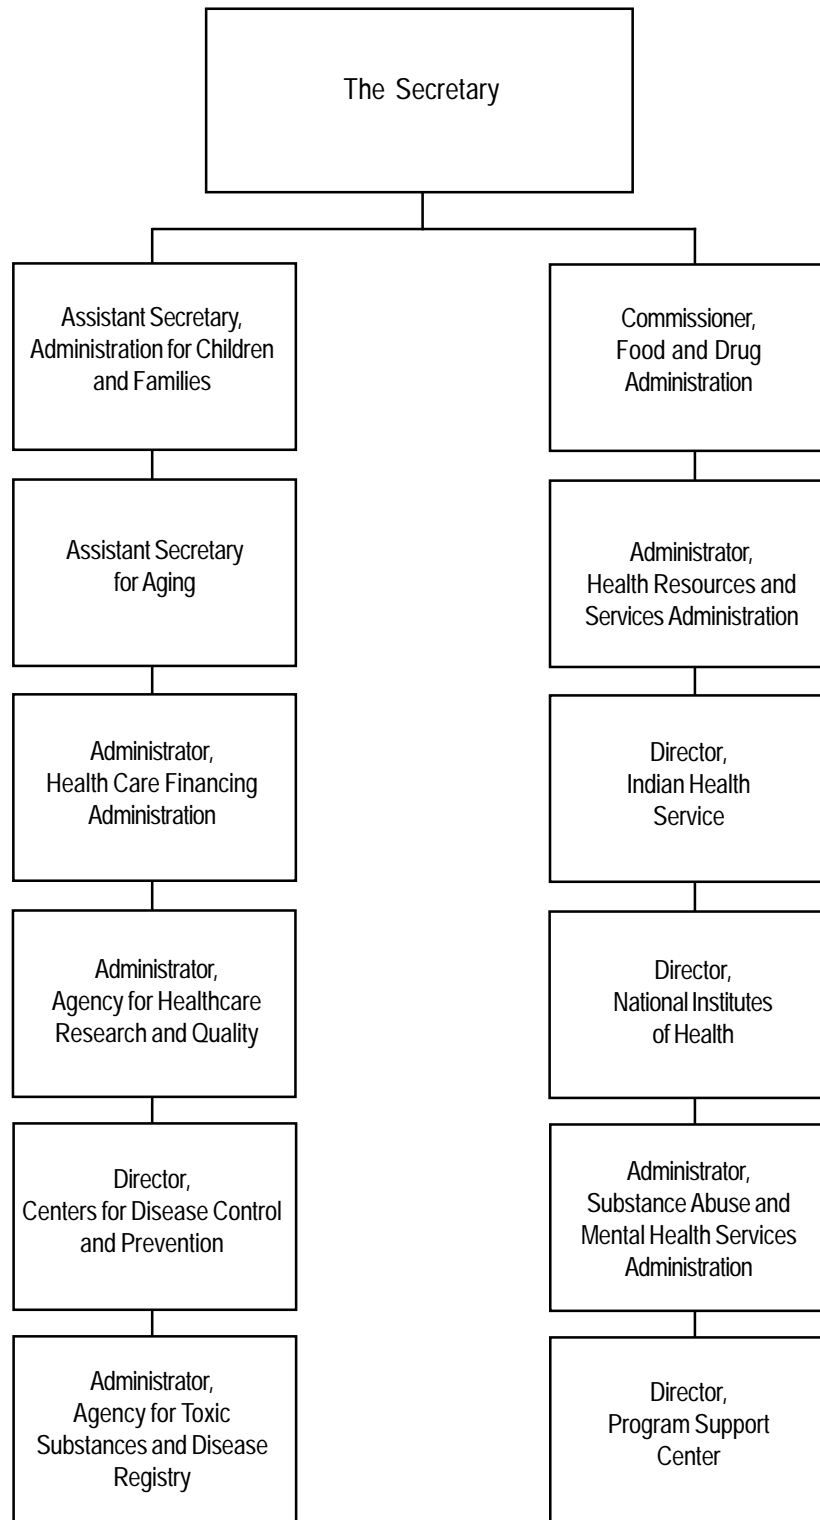 The Secretary
Assistant Secretary,
Administration for Children
and Families
Assistant Secretary
for Aging
Administrator,
Health Care Financing
Administration
Administrator,
Agency for Healthcare
Research and Quality
Director,
Centers for Disease Control
and Prevention
Administrator,
Agency for Toxic
Substances and Disease
Registry
Commissioner,
Food and Drug
Administration
Administrator,
Health Resources and
Services Administration
Director,
Indian Health
Service
Director,
National Institutes
of Health
Administrator,
Substance Abuse and
Mental Health Services
Administration
Director,
Program Support
Center